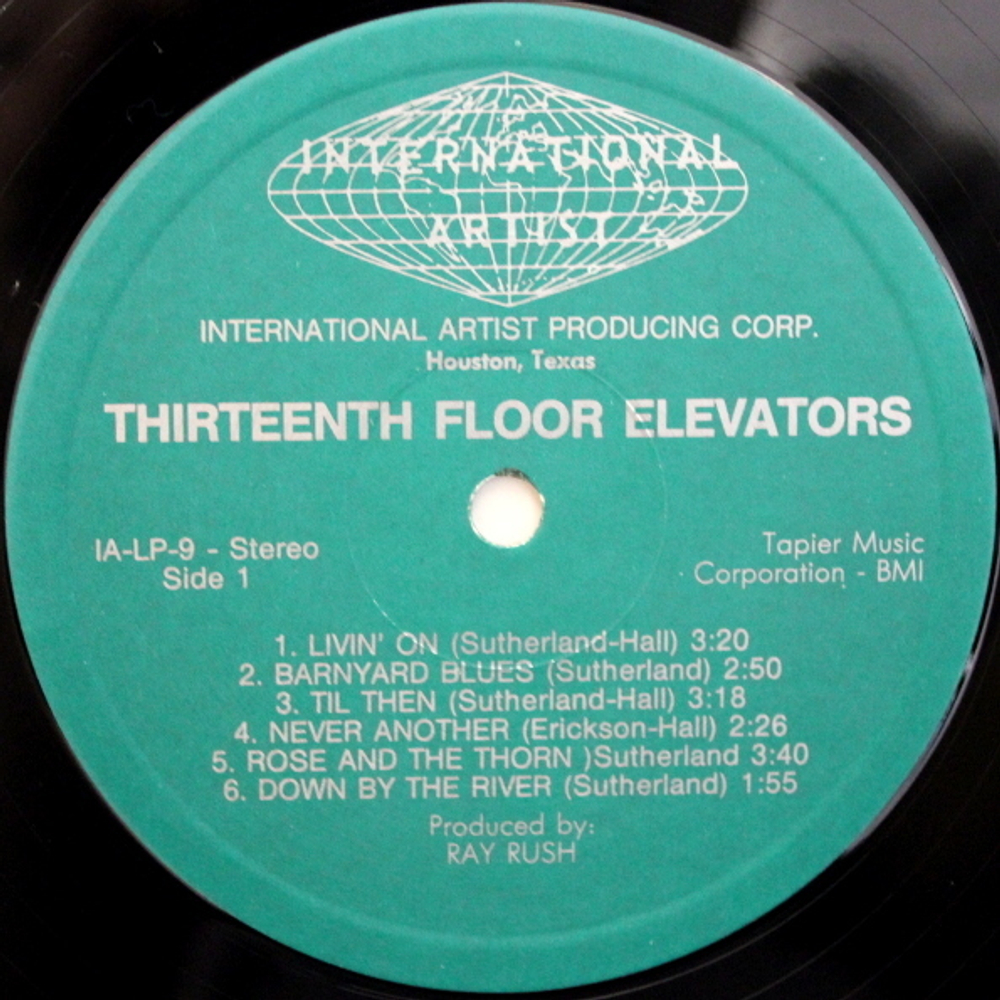 INTERNATIONAL
ARTIST
INTERNATIONAL ARTIST PRODUCING CORP.
Houston, Texas
THIRTEENTH FLOOR ELEVATORS
IA-LP-9 - Stereo
Side 1
Tapier Music
Corporation - BMI
1. LIVIN' ON (Sutherland-Hall) 3:20
2. BARNYARD BLUES (Sutherland) 2:50
3. TIL THEN (Sutherland-Hall) 3:18
4. NEVER ANOTHER (Erickson-Hall) 2:26
5. ROSE AND THE THORN )Sutherland 3:40
6. DOWN BY THE RIVER (Sutherland) 1:55
Produced by:
RAY RUSH